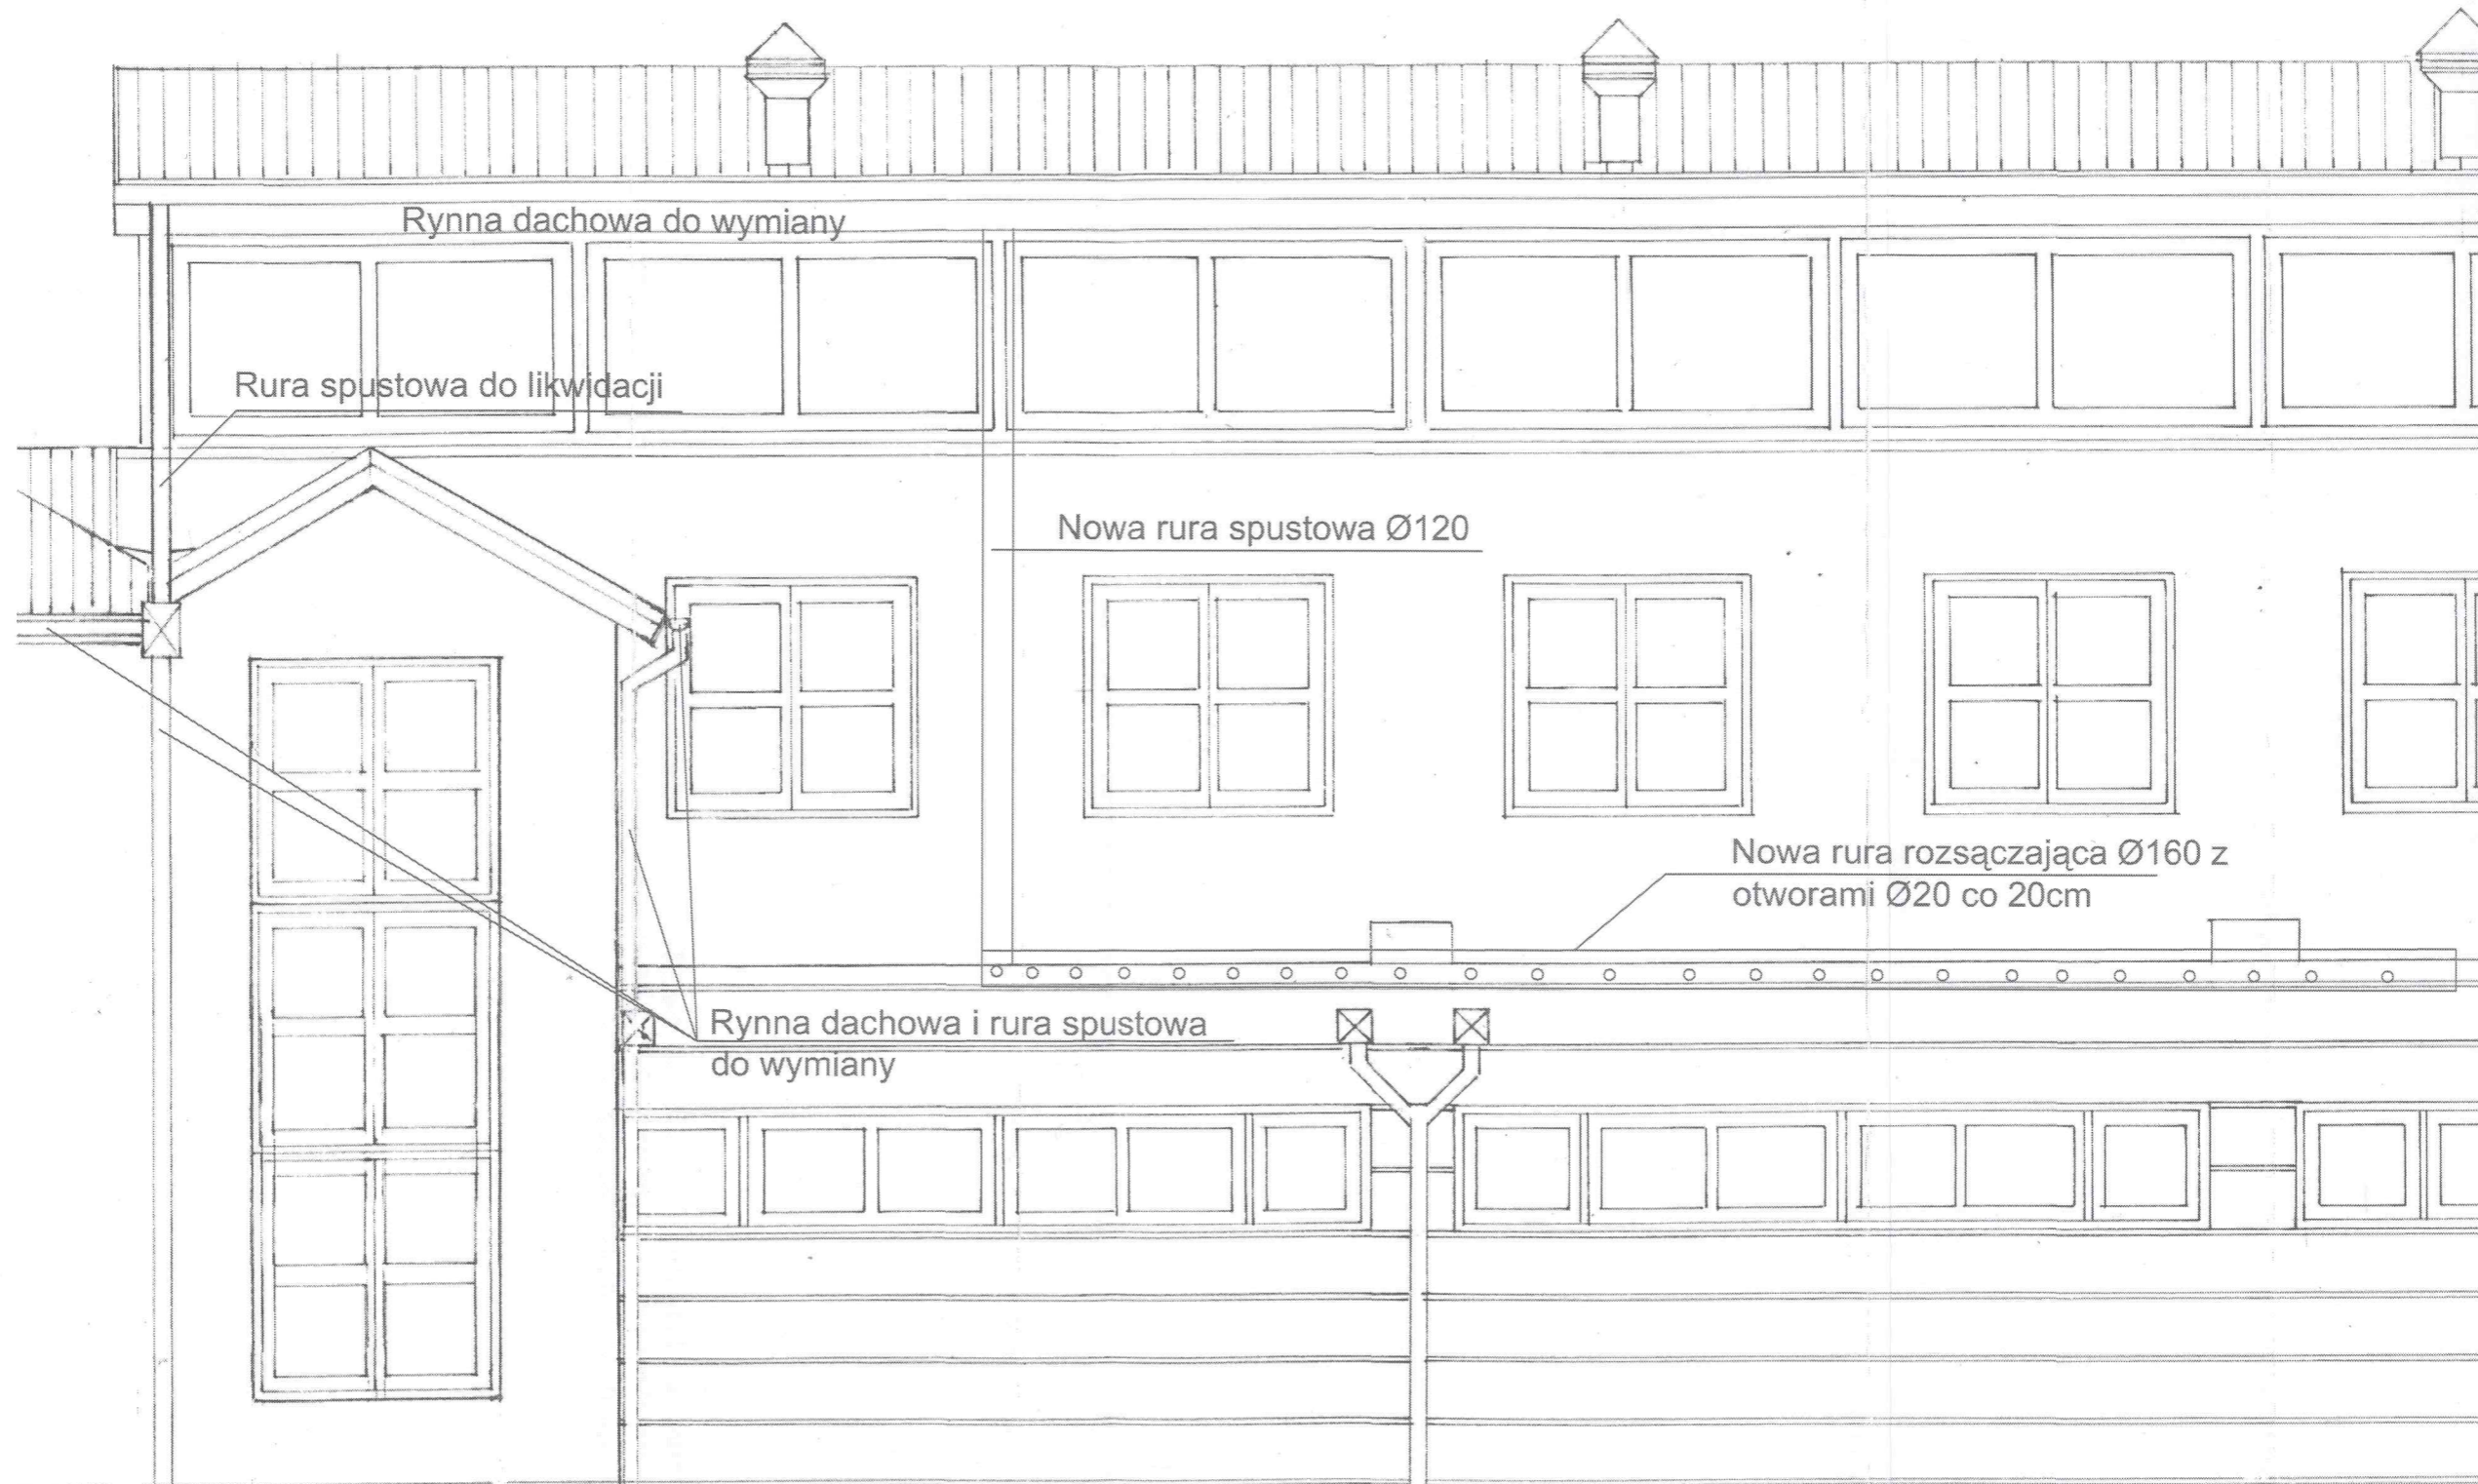 Rynna dachowa do wymiany
Rura spustowa do likwidacji
Nowa rura spustowa Ø120
Nowa rura rozsączająca Ø160 z
otworami Ø20 co 20cm
Rynna dachowa i rura spustowa
do wymiany